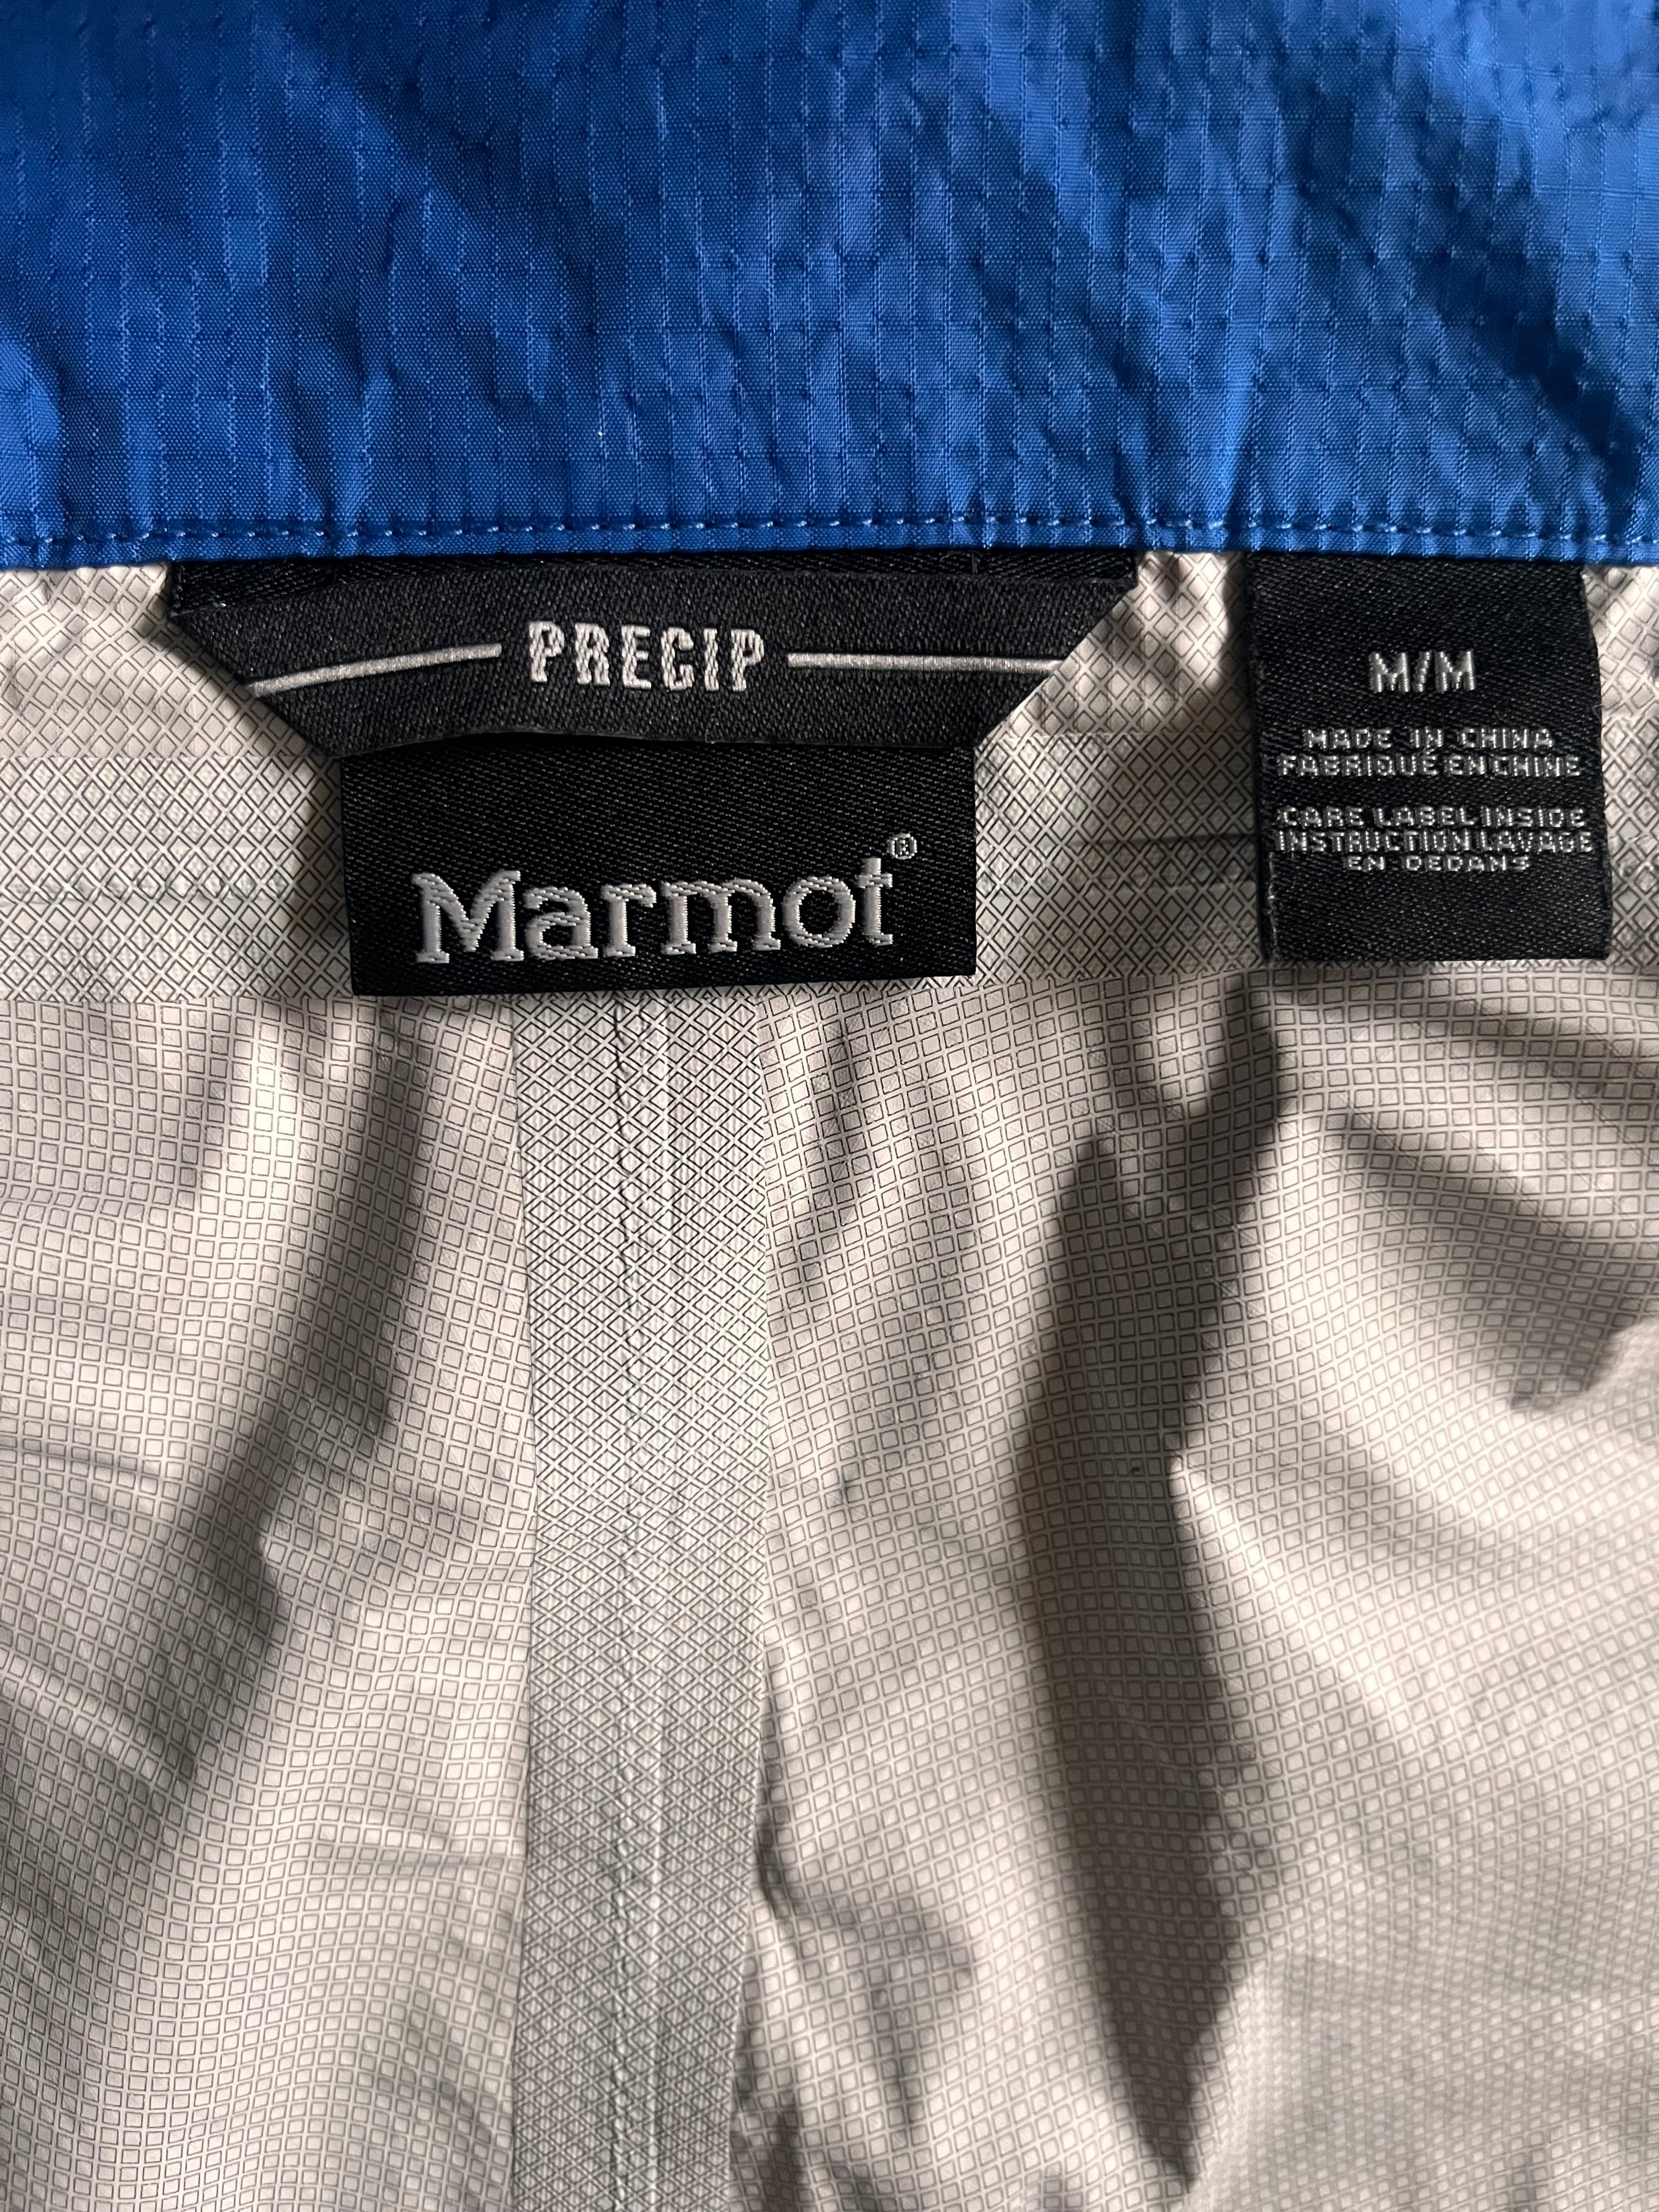 PRECIP
Marmot®
M/M
MADE IN CHINA
FABRIQUÉ EN CHINE
CARE LABEL INSIDE
INSTRUCTION LAVAGE
EN DEDANS